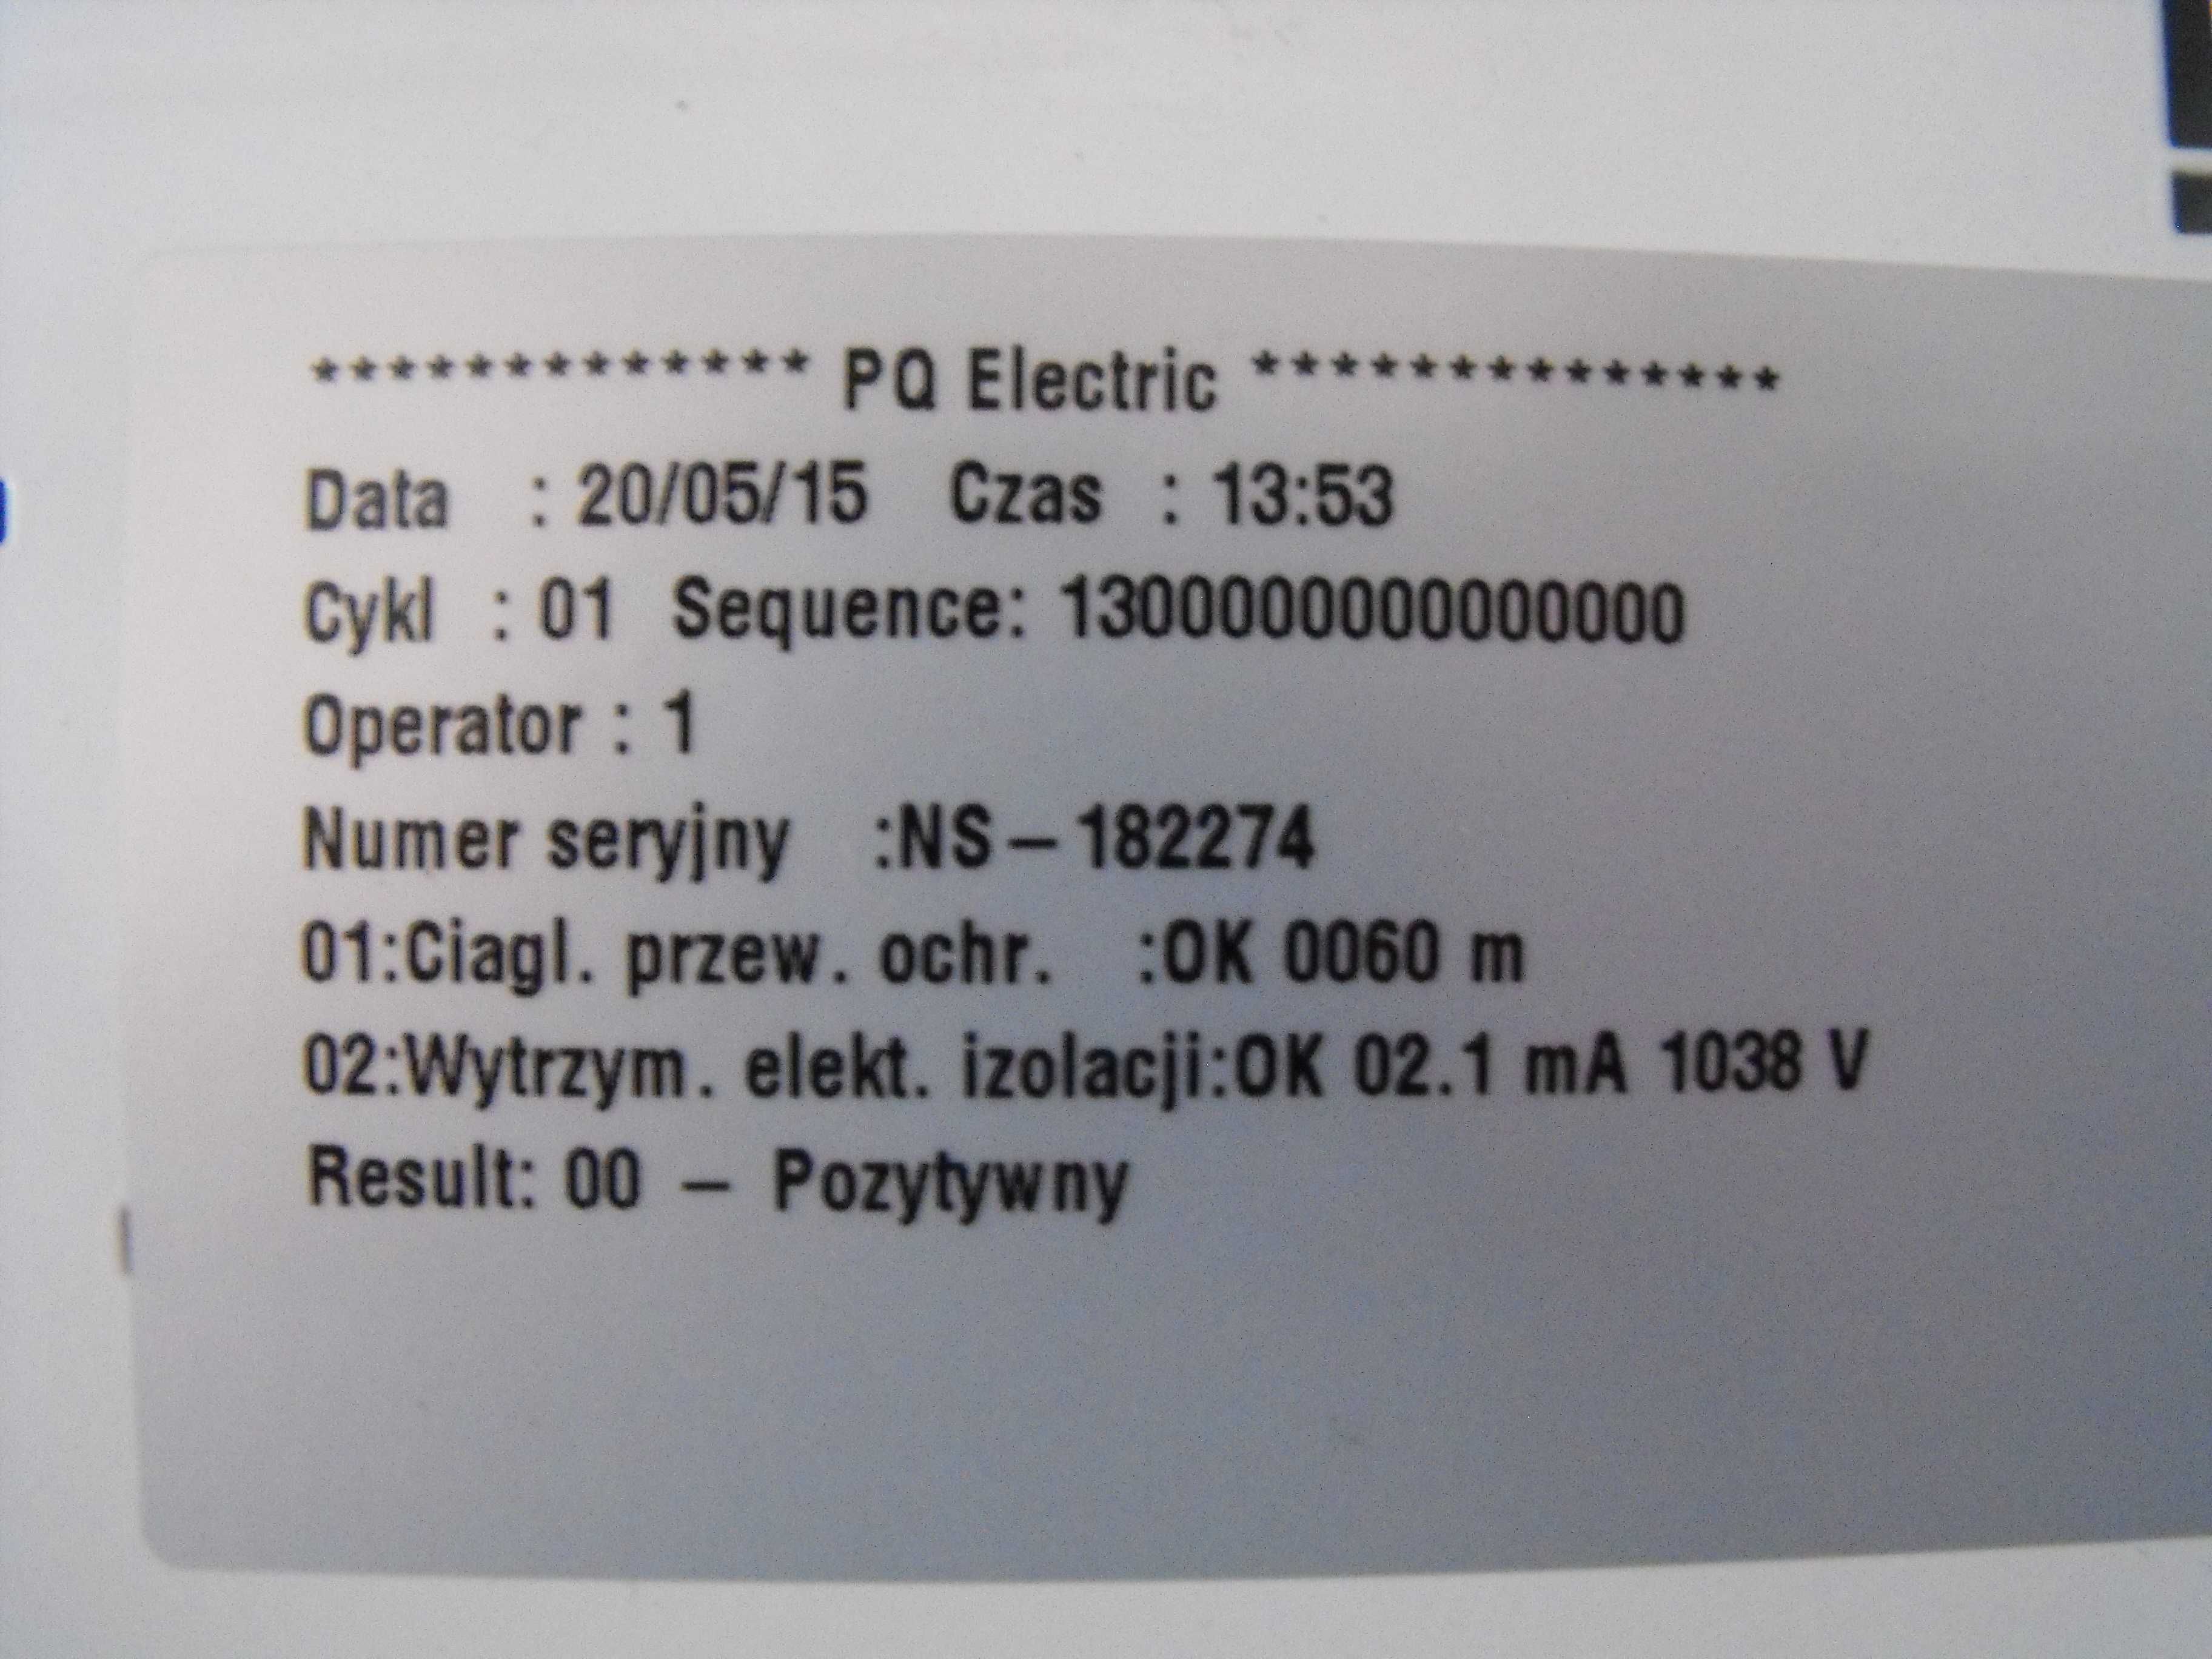 ************* PQ Electric **************
Data : 20/05/15 Czas : 13:53
Cykl : 01 Sequence: 1300000000000000
Operator : 1
Numer seryjny :NS – 182274
01:Ciagl. przew. ochr. :OK 0060 m
02:Wytrzym. elekt. izolacji:OK 02.1 mA 1038 V
Result: 00 – Pozytywny